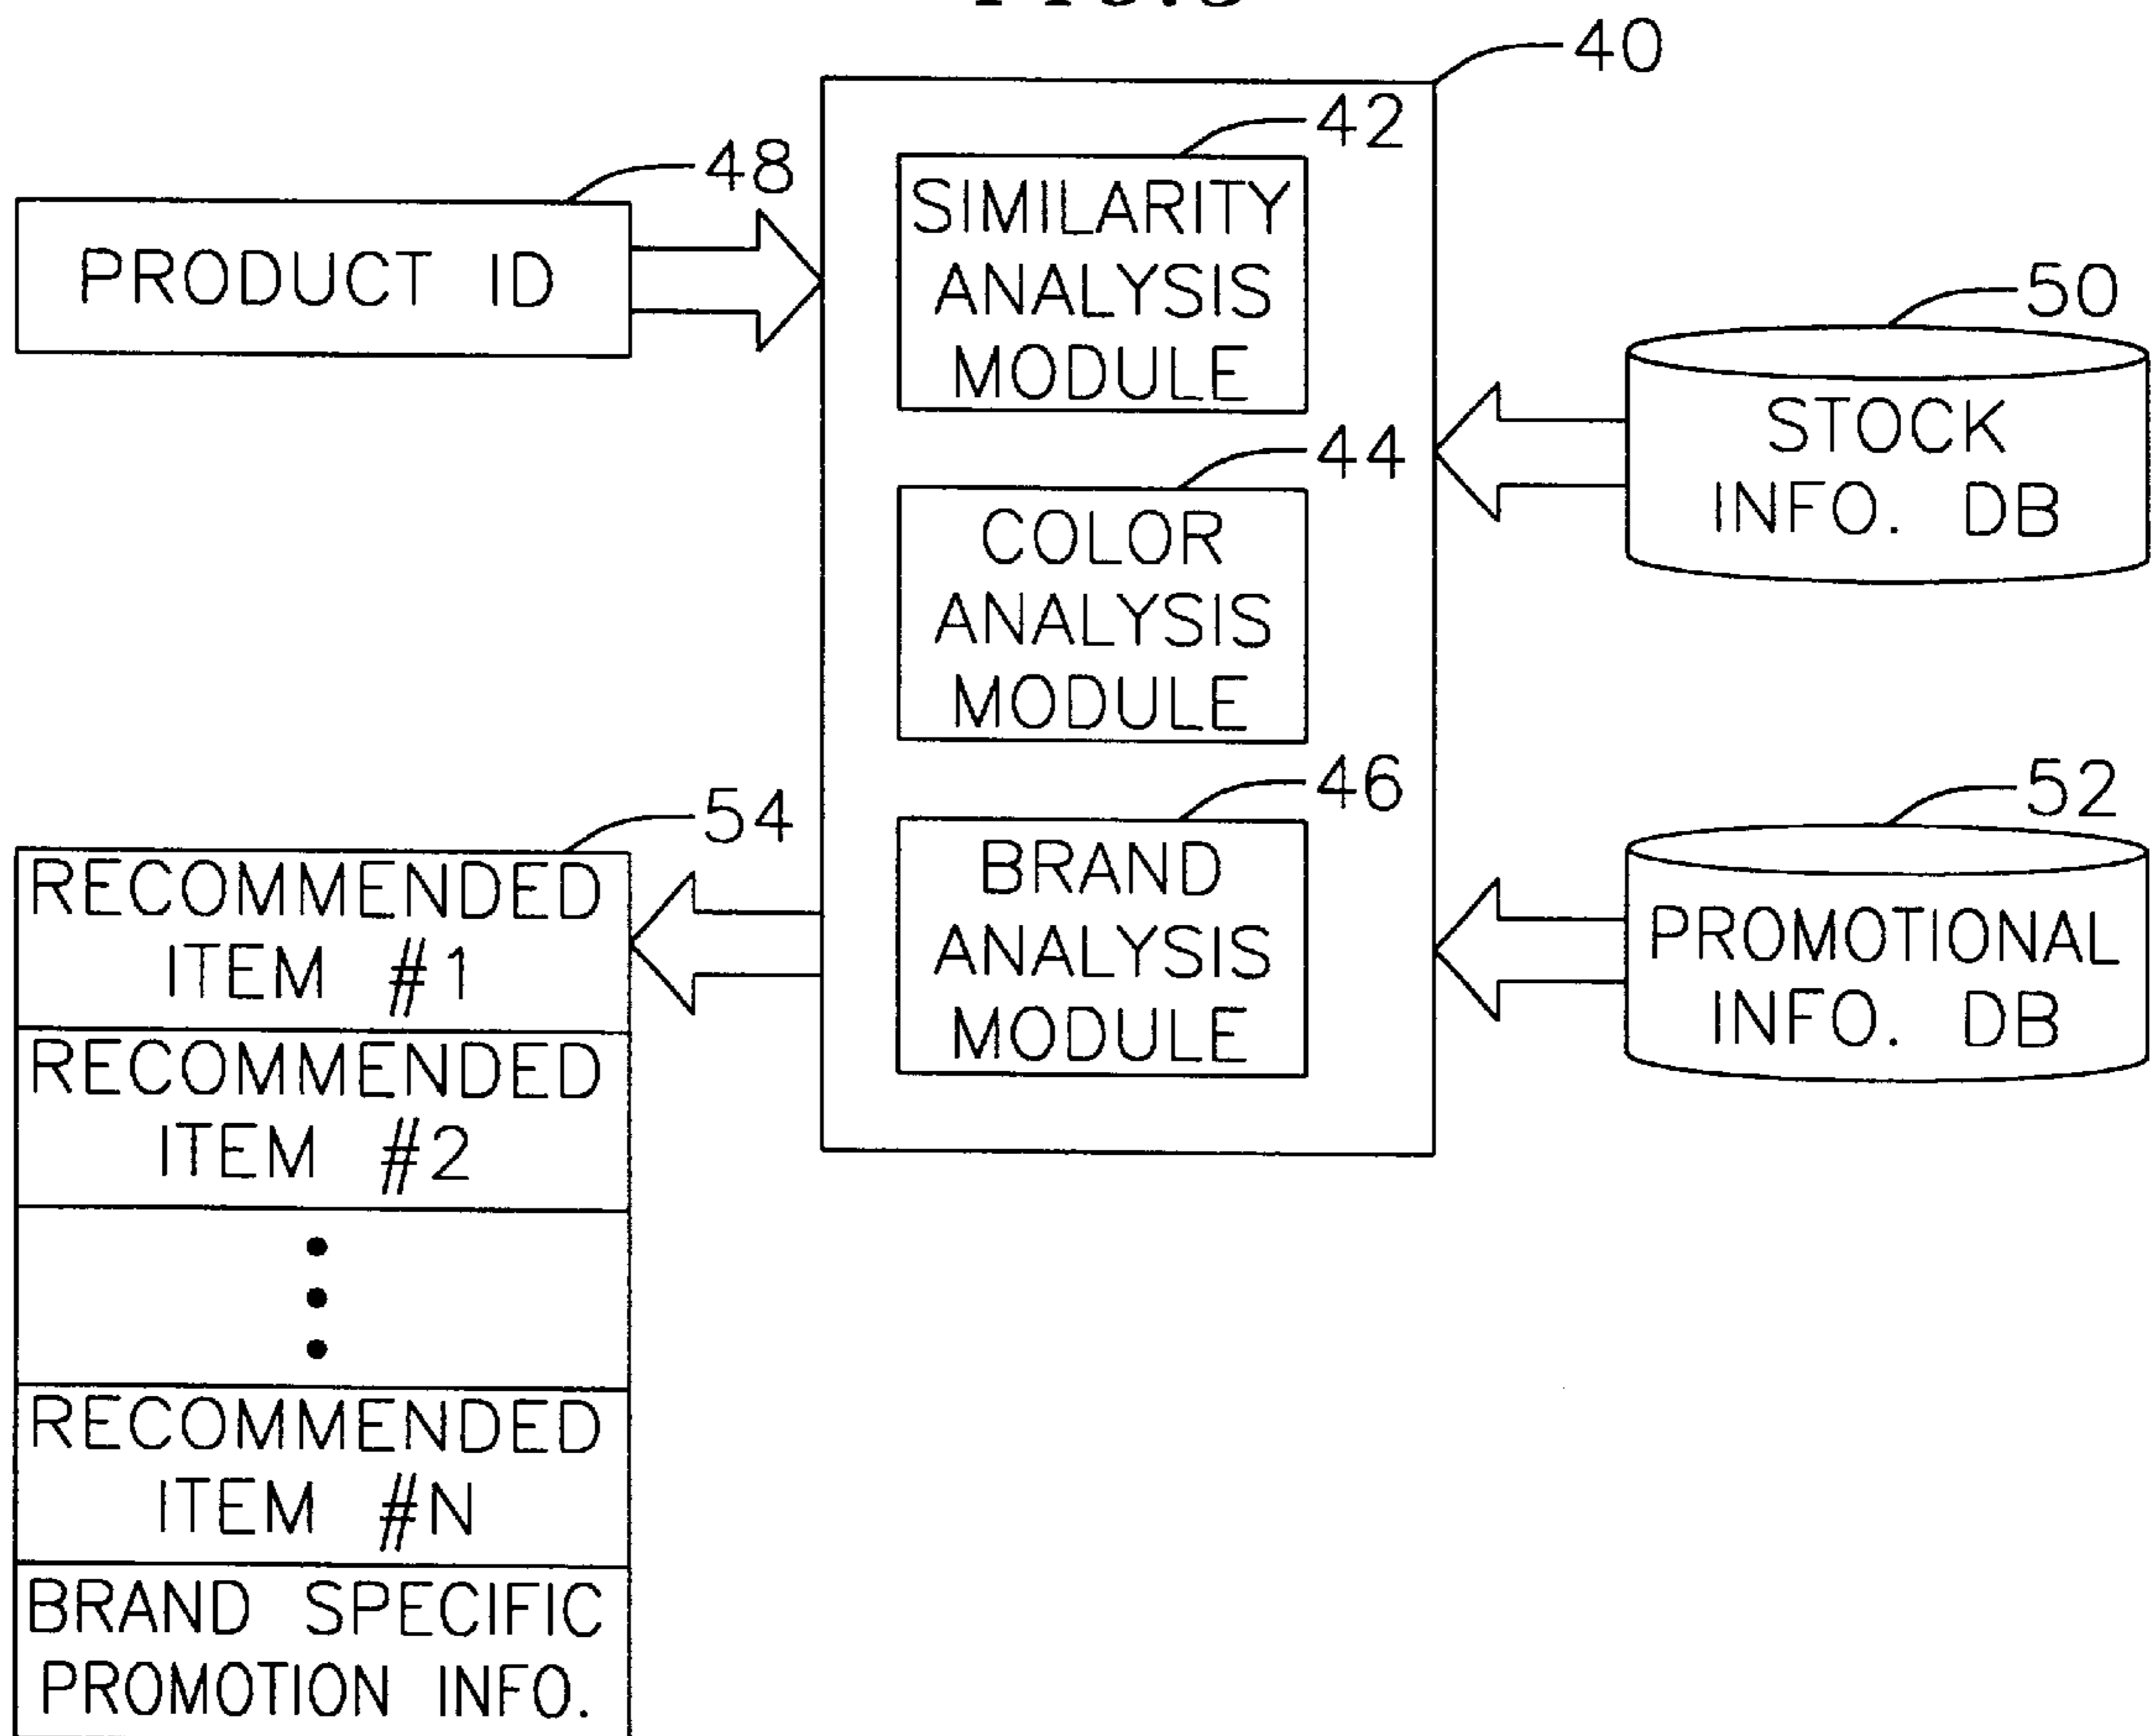 40
42
48
SIMILARITY
ANALYSIS
MODULE
PRODUCT ID
50
STOCK
INFO. DB
44
COLOR
ANALYSIS
MODULE
46
52
54
BRAND
ANALYSIS
MODULE
PROMOTIONAL
INFO. DB
RECOMMENDED
ITEM #1
RECOMMENDED
ITEM #2
RECOMMENDED
ITEM #N
BRAND SPECIFIC
PROMOTION INFO.